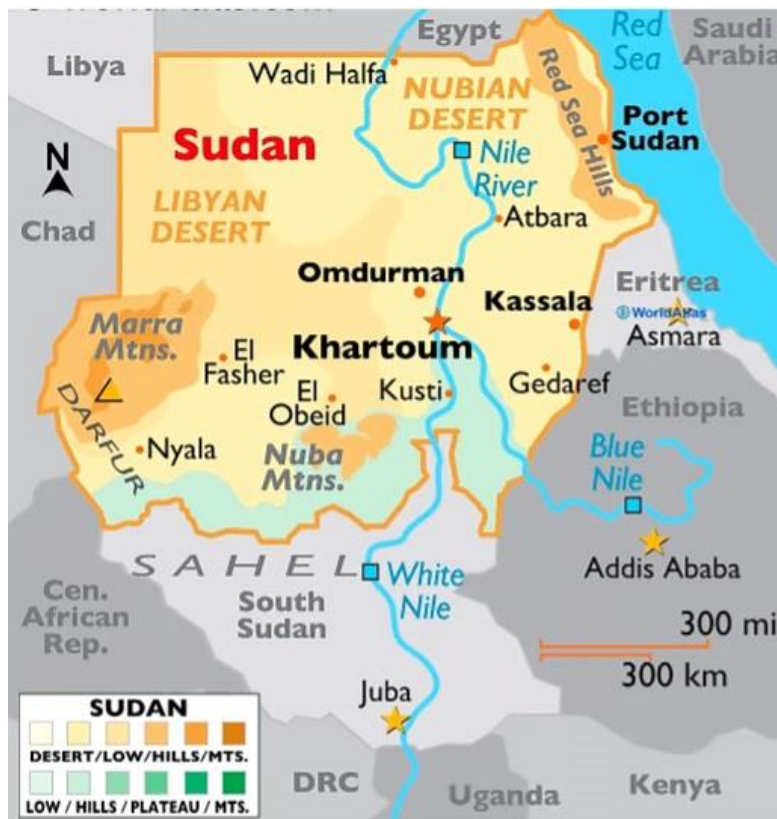 Egypt
Red
Sea
Saudi
Arabia
Libya
Wadi Halfa
NUBIAN
DESERT
Red Sea Hills
Port
Sudan
Sudan
N
Nile
River
LIBYAN
DESERT
Atbara
Chad
Omdurman
Kassala
Eritrea
WorldAtlas
Asmara
Marra
Mtns.
El
Fasher
Khartoum
Gedaref
El
Obeid
Kusti
Ethiopia
DARFUR
Nyala
Nuba
Mtns.
Blue
Nile
SAHEL
White
Nile
Addis Ababa
Cen.
African
Rep.
South
Sudan
300 mi
300 km
Juba
SUDAN
DESERT/LOW/HILLS/MTS.
LOW / HILLS / PLATEAU / MTS.
DRC
Uganda
Kenya